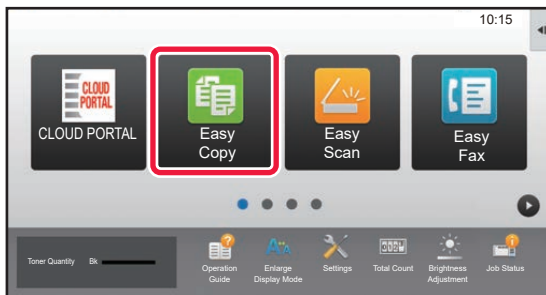 10:15
CLOUD
PORTAL
CLOUD PORTAL
Easy
Copy
Easy
Scan
Easy
Fax
Toner Quantity Bk
Operation
Guide
Enlarge
Display Mode
Settings
Total Count
Brightness
Adjustment
Job Status